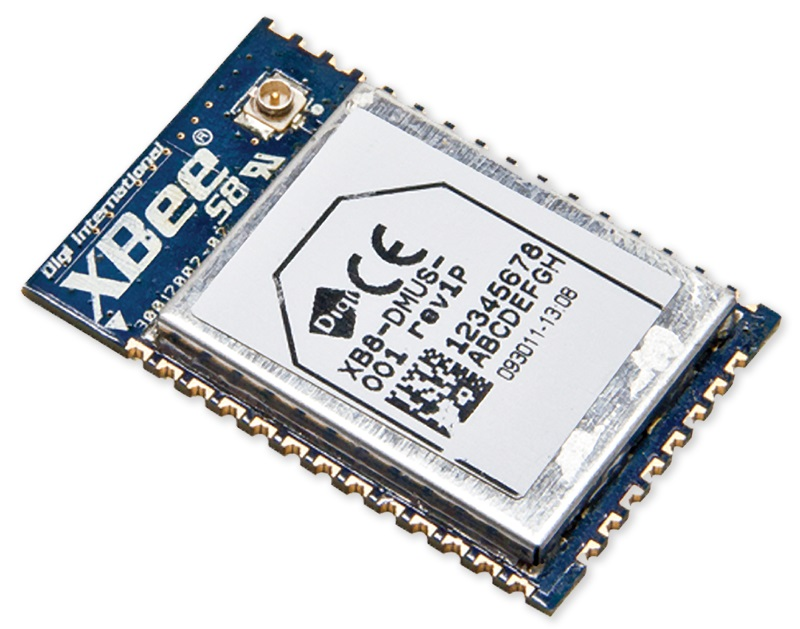 Digi International
XBee®
S8
Digi CE
XB8-DMUS-
001 rev1P
12345678
ABCDEFGH
093011-13:08